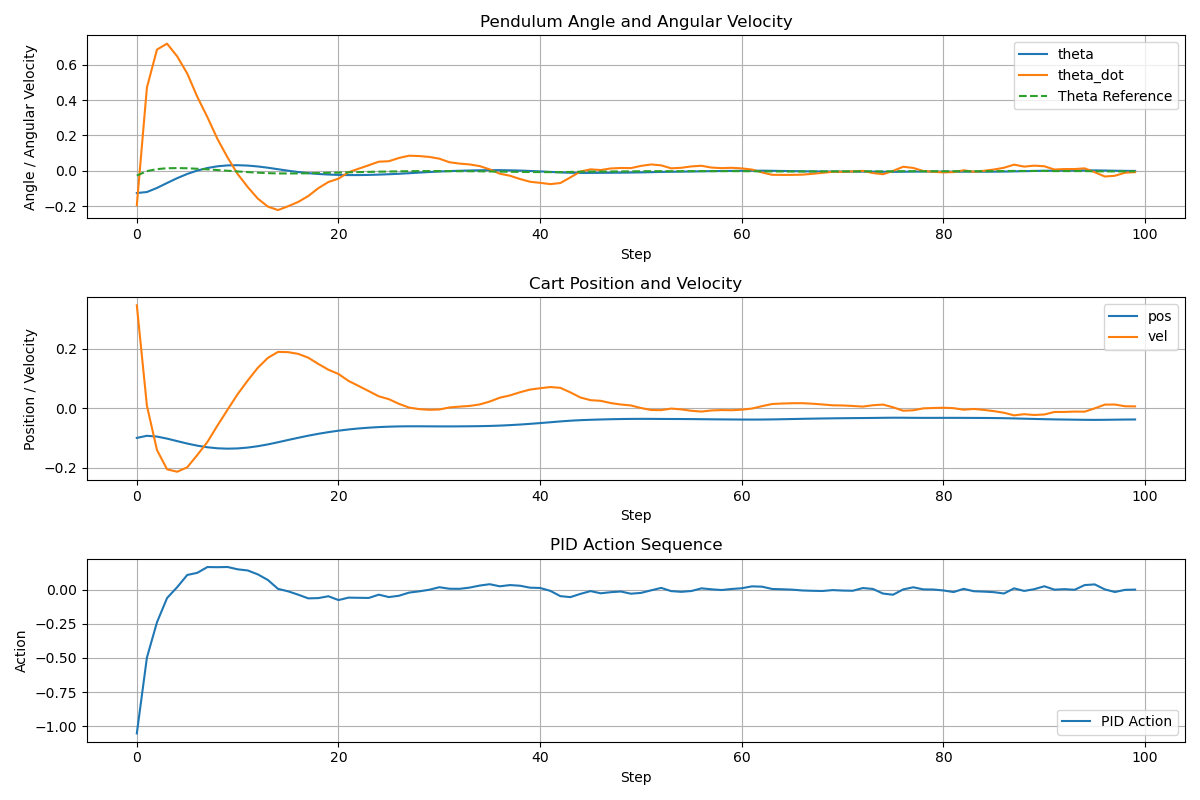 Pendulum Angle and Angular Velocity
Angle / Angular Velocity
0.6
0.4
0.2
0.0
−0.2
theta
theta_dot
Theta Reference
0 20 40 60 80 100
Step
Cart Position and Velocity
Position / Velocity
0.2
0.0
−0.2
pos
vel
0 20 40 60 80 100
Step
PID Action Sequence
Action
0.00
−0.25
−0.50
−0.75
−1.00
PID Action
0 20 40 60 80 100
Step